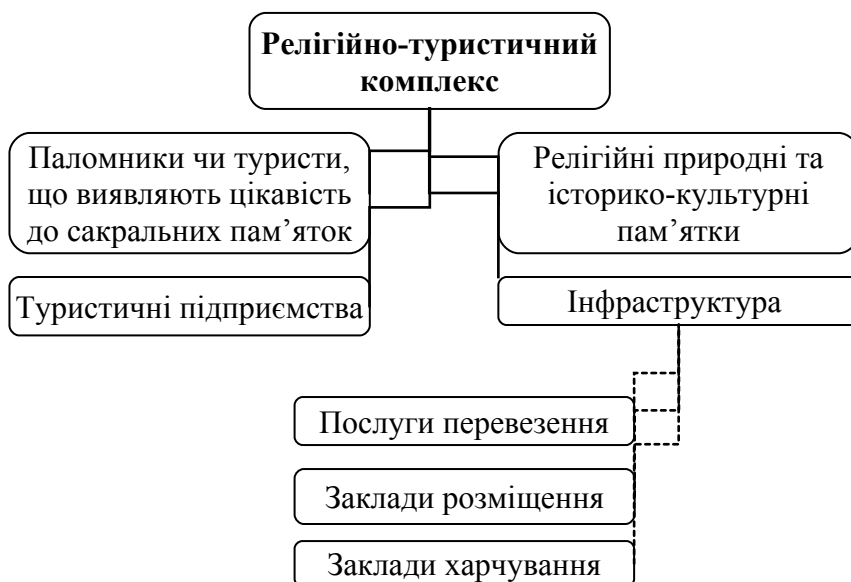 Релігійно-туристичний
комплекс
Паломники чи туристи,
що виявляють цікавість
до сакральних пам’яток
Релігійні природні та
історико-культурні
пам’ятки
Туристичні підприємства
Інфраструктура
Послуги перевезення
Заклади розміщення
Заклади харчування